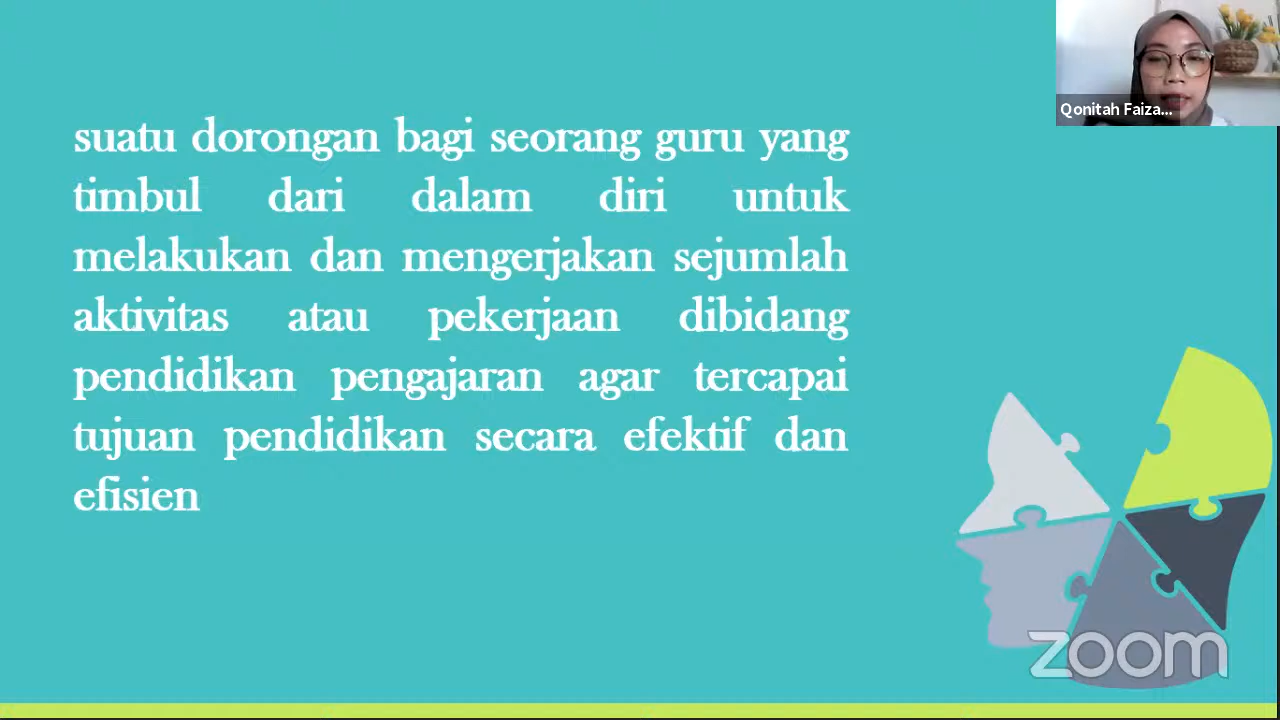 Qonitah Faiza...
suatu dorongan bagi seorang guru yang
timbul dari dalam diri untuk
melakukan dan mengerjakan sejumlah
aktivitas atau pekerjaan dibidang
pendidikan pengajaran agar tercapai
tujuan pendidikan secara efektif dan
efisien
zoom